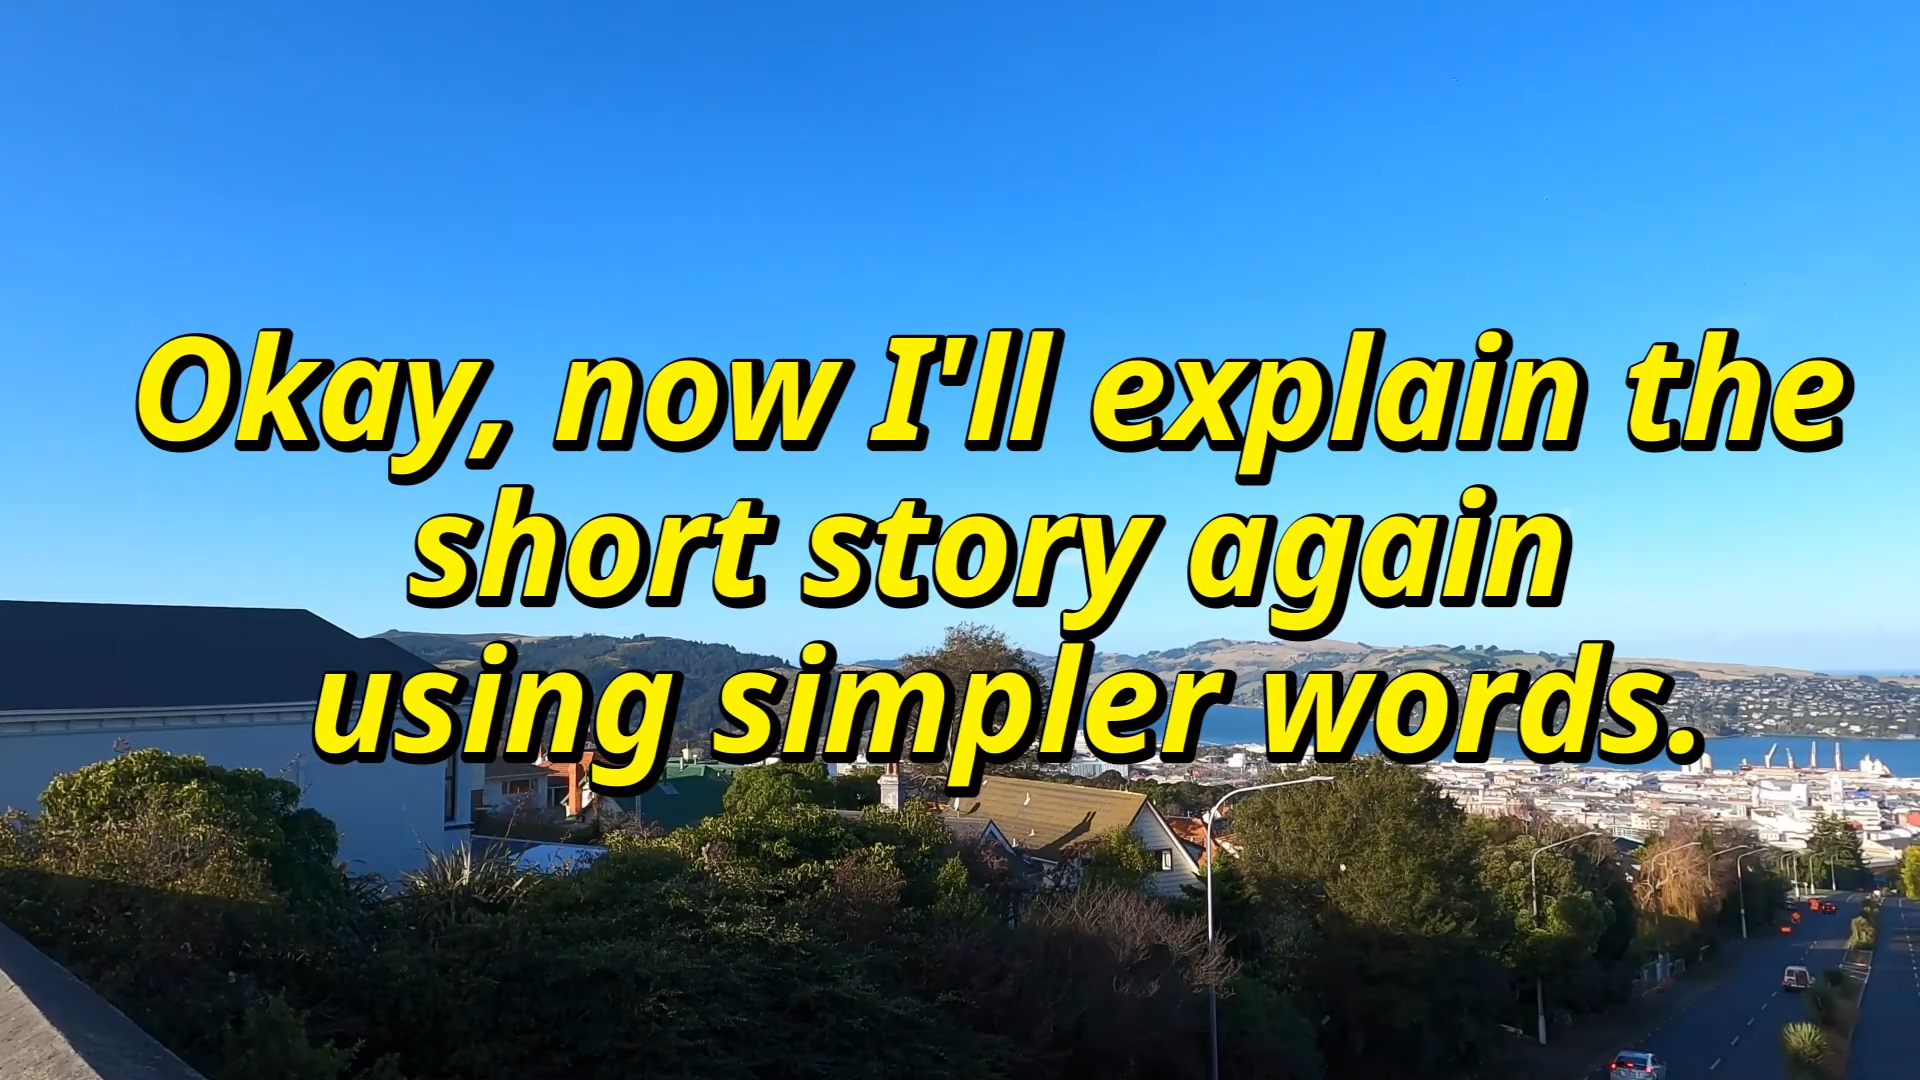 Okay, now I'll explain the
short story again
using simpler words.